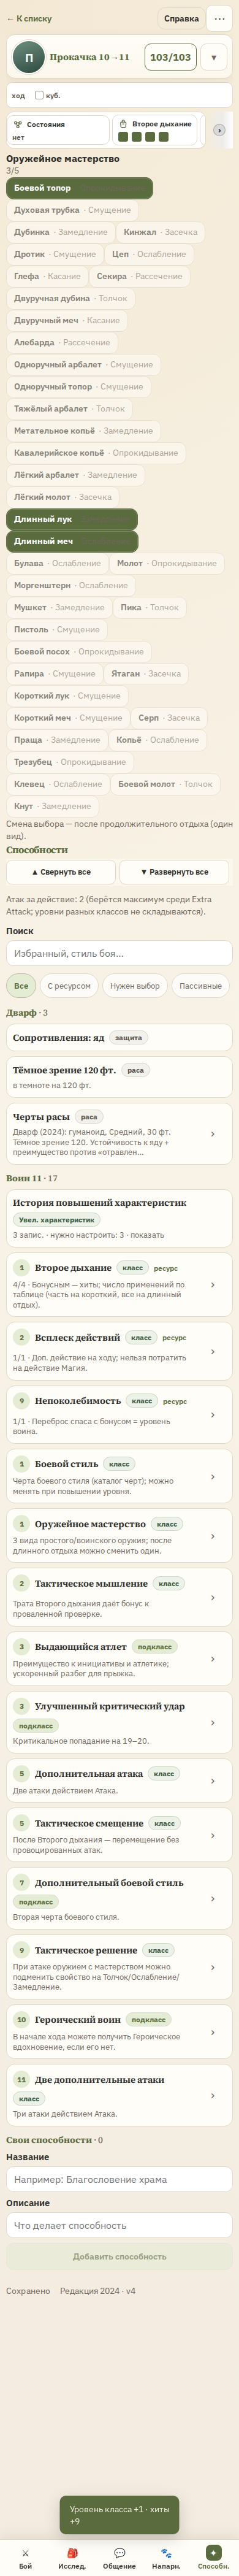 ← К списку
Справка
⋯
П
Прокачка 10→11
103/103
▾
ход
куб.
Состояния
нет
Второе дыхание
›
Оружейное мастерство
3/5
Боевой топор
Духовая трубка · Смущение
Дубинка · Замедление
Кинжал · Засечка
Дротик · Смущение
Цеп · Ослабление
Глефа · Касание
Секира · Рассечение
Двуручная дубина · Толчок
Двуручный меч · Касание
Алебарда · Рассечение
Одноручный арбалет · Смущение
Одноручный топор · Смущение
Тяжёлый арбалет · Толчок
Метательное копьё · Замедление
Кавалерийское копьё · Опрокидывание
Лёгкий арбалет · Замедление
Лёгкий молот · Засечка
Длинный лук
Длинный меч
Булава · Ослабление
Молот · Опрокидывание
Моргенштерн · Ослабление
Мушкет · Замедление
Пика · Толчок
Пистоль · Смущение
Боевой посох · Опрокидывание
Рапира · Смущение
Ятаган · Засечка
Короткий лук · Смущение
Короткий меч · Смущение
Серп · Засечка
Праща · Замедление
Копьё · Ослабление
Трезубец · Опрокидывание
Клевец · Ослабление
Боевой молот · Толчок
Кнут · Замедление
Смена выбора — после продолжительного отдыха (один
вид).
Способности
▲ Свернуть все
▼ Развернуть все
Атак за действие: 2 (берётся максимум среди Extra
Attack; уровни разных классов не складываются).
Поиск
Избранный, стиль боя…
Все
С ресурсом
Нужен выбор
Пассивные
Дварф · 3
Сопротивления: яд
защита
Тёмное зрение 120 фт.
раса
в темноте на 120 фт.
Черты расы
раса
Дварф (2024): гуманоид, Средний, 30 фт.
Тёмное зрение 120. Устойчивость к яду +
преимущество против «отравлен…
›
Воин 11 · 17
История повышений характеристик
Увел. характеристик
3 запис. · нужно настроить: 3 · показать
1 Второе дыхание класс ресурс
4/4 · Бонусным — хиты; число применений по
таблице (часть на короткий, все на длинный
отдых).
›
2 Всплеск действий класс ресурс
1/1 · Доп. действие на ходу; нельзя потратить
на действие Магия.
›
9 Непоколебимость класс ресурс
1/1 · Переброс спаса с бонусом = уровень
воина.
›
1 Боевой стиль класс
Черта боевого стиля (каталог черт); можно
менять при повышении уровня.
›
1 Оружейное мастерство класс
3 вида простого/воинского оружия; после
длинного отдыха можно сменить один.
›
2 Тактическое мышление класс
Трата Второго дыхания даёт бонус к
проваленной проверке.
›
3 Выдающийся атлет подкласс
Преимущество к инициативы и атлетике;
ускоренный разбег для прыжка.
›
3 Улучшенный критический удар
подкласс
Критическое попадание на 19–20.
›
5 Дополнительная атака класс
Две атаки действием Атака.
›
5 Тактическое смещение класс
После Второго дыхания — перемещение без
провоцированных атак.
›
7 Дополнительный боевой стиль
подкласс
Вторая черта боевого стиля.
›
9 Тактическое решение класс
При атаке оружием с мастерством можно
подменить свойство на Толчок/Ослабление/
Замедление.
›
10 Героический воин подкласс
В начале хода можете получить Героическое
вдохновение, если его нет.
›
11 Две дополнительные атаки
класс
Три атаки действием Атака.
›
Свои способности · 0
Название
Например: Благословение храма
Описание
Что делает способность
Добавить способность
Сохранено Редакция 2024 · v4
Уровень класса +1 · хиты
+9
Бой
Исслед.
Общение
Напарн.
Способн.